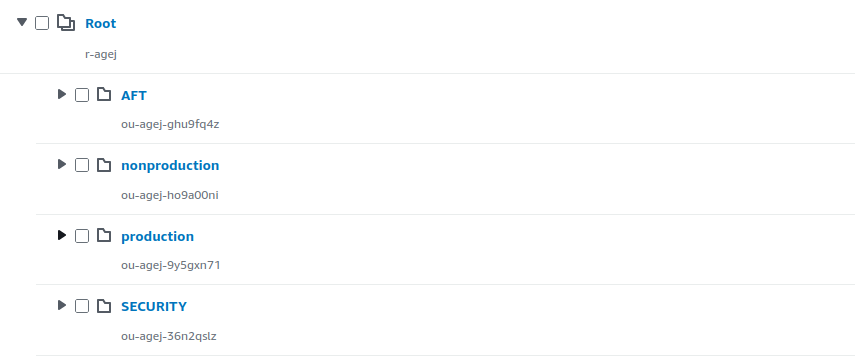 Root
r-agej
AFT
ou-agej-ghu9fq4z
nonproduction
ou-agej-ho9a00ni
production
ou-agej-9y5gxn71
SECURITY
ou-agej-36n2qslz